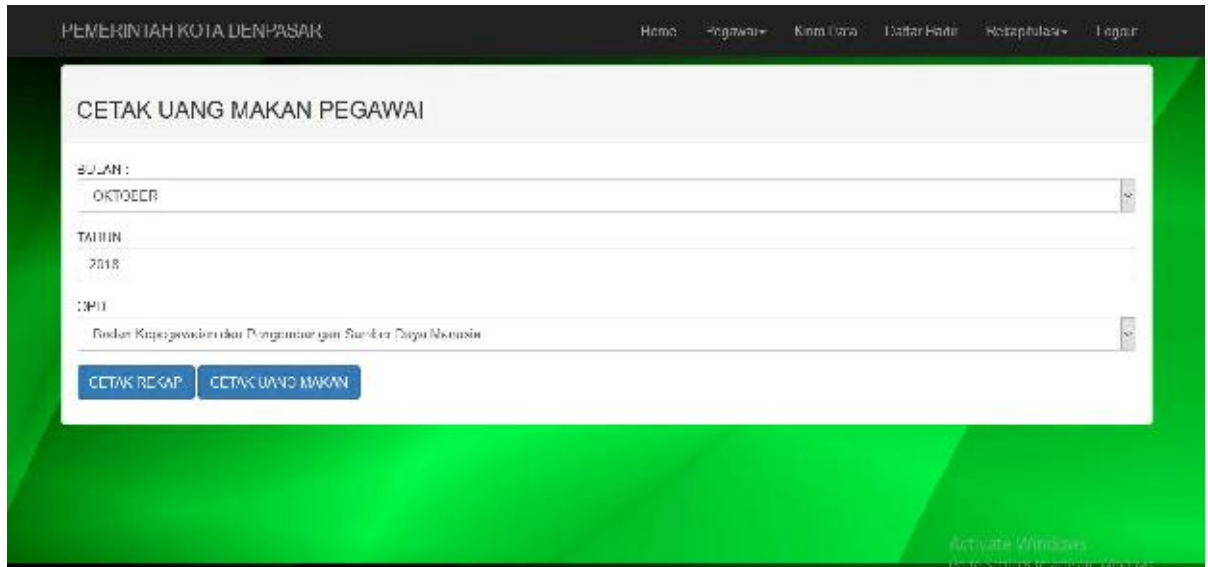 PEMERINTAH KOTA DENPASAR
Home Pegawai Kirim Data Daftar Hadir Rekapitulasi Logout
CETAK UANG MAKAN PEGAWAI
BULAN :
OKTOBER
TAHUN
2018
OPD
Badan Kepegawaian dan Pengembangan Sumber Daya Manusia
CETAK REKAP CETAK UANG MAKAN
Activate Windows